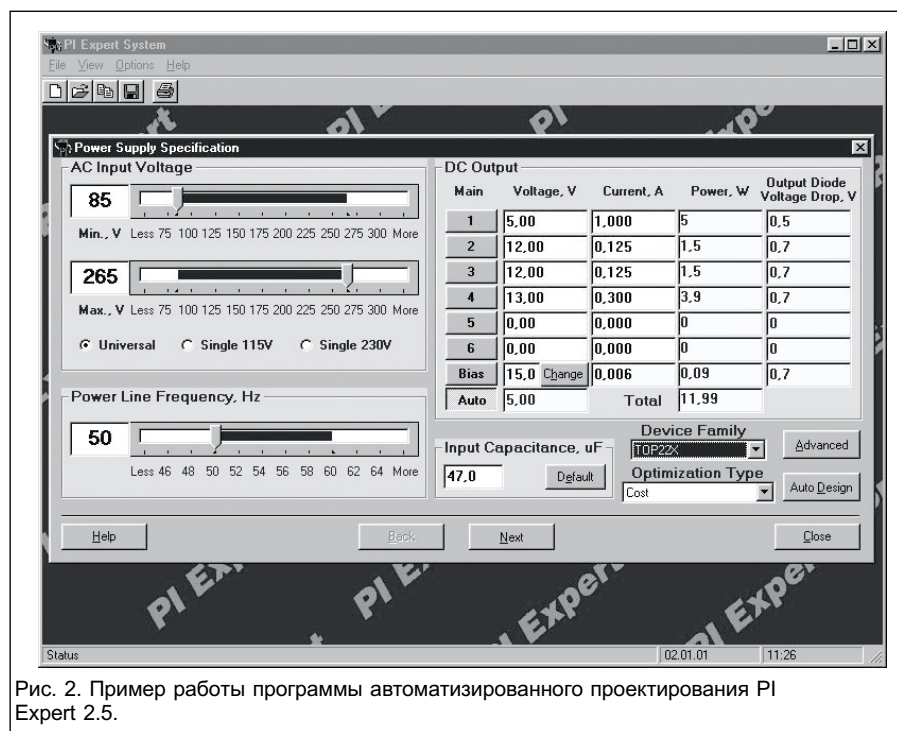 PI Expert System
File View Options Help
Power Supply Specification
AC Input Voltage
85
Min., V Less 75 100 125 150 175 200 225 250 275 300 More
265
Max., V Less 75 100 125 150 175 200 225 250 275 300 More
Universal Single 115V Single 230V
Power Line Frequency, Hz
50
Less 46 48 50 52 54 56 58 60 62 64 More
DC Output
Main Voltage, V Current, A Power, W Output Diode Voltage Drop, V
1 5,00 1,000 5 0,5
2 12,00 0,125 1,5 0,7
3 12,00 0,125 1,5 0,7
4 13,00 0,300 3,9 0,7
5 0,00 0,000 0 0
6 0,00 0,000 0 0
Bias 15,0 Change 0,006 0,09 0,7
Auto 5,00 Total 11,99
Input Capacitance, uF
47,0 Default
Device Family
TOP22X
Advanced
Optimization Type
Cost
Auto Design
Help Back Next Close
PI Expert PI Expert PI Expert PI Expert
Status 02.01.01 11:26
Рис. 2. Пример работы программы автоматизированного проектирования PI
Expert 2.5.